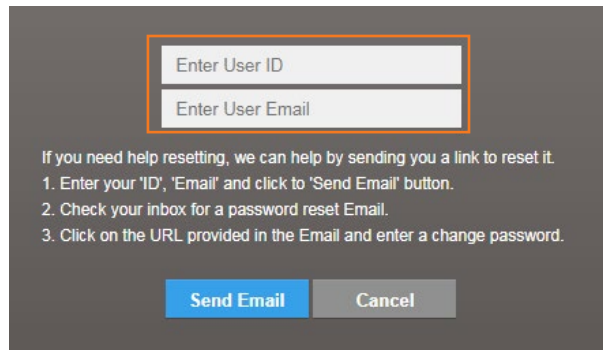 Enter User ID
Enter User Email
If you need help resetting, we can help by sending you a link to reset it.
1. Enter your 'ID', 'Email' and click to 'Send Email' button.
2. Check your inbox for a password reset Email.
3. Click on the URL provided in the Email and enter a change password.
Send Email Cancel